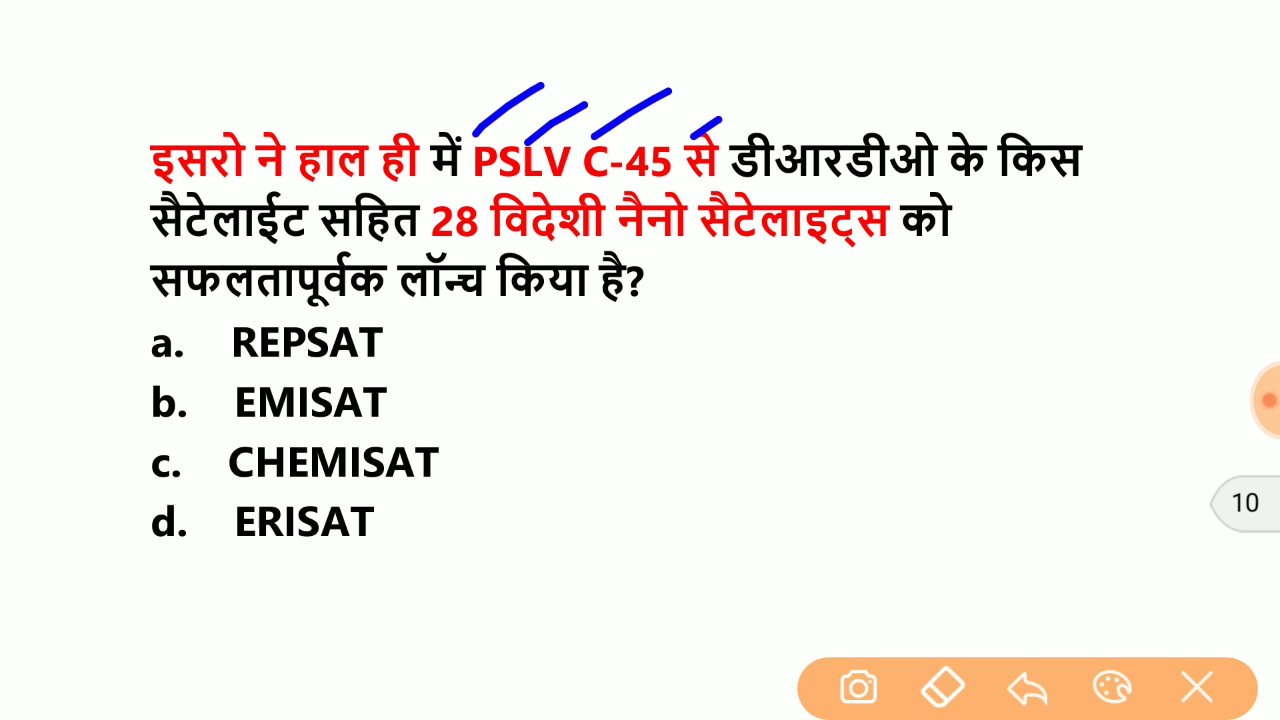 इसरो ने हाल ही में PSLV C-45 से डीआरडीओ के किस
सैटेलाईट सहित 28 विदेशी नैनो सैटेलाइट्स को
सफलतापूर्वक लॉन्च किया है?
a. REPSAT
b. EMISAT
c. CHEMISAT
d. ERISAT
10